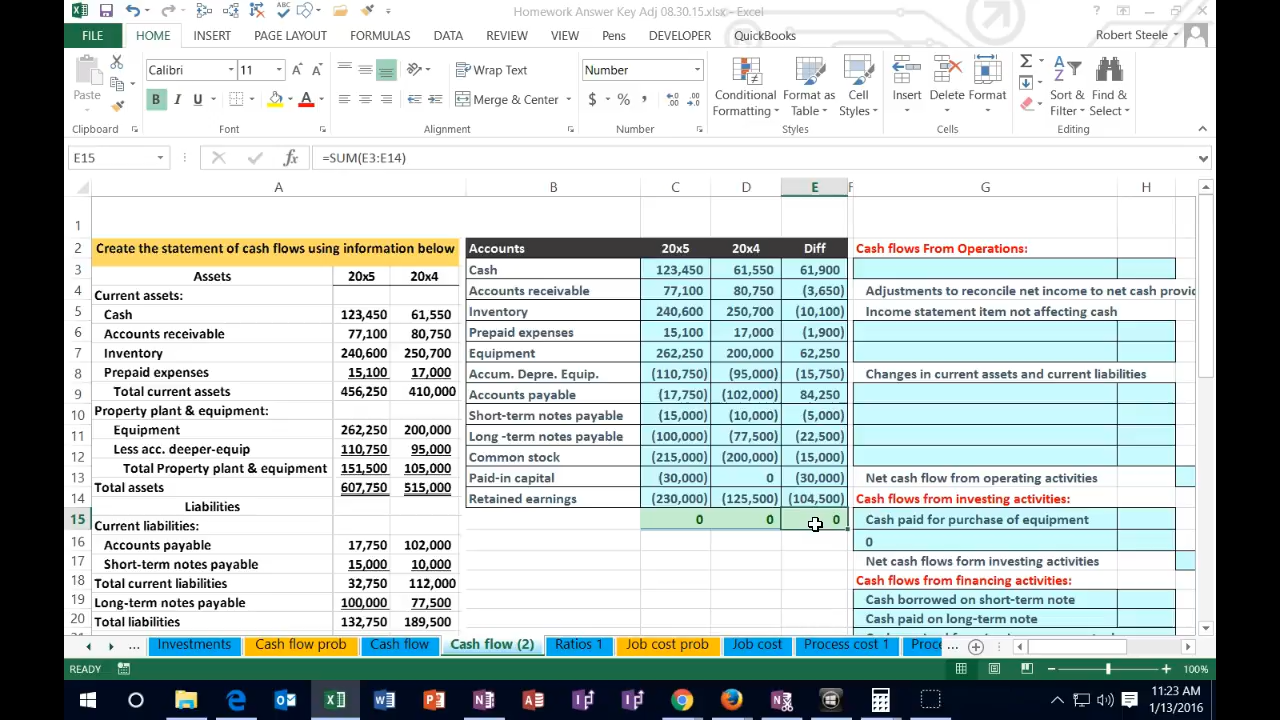 Homework Answer Key Adj 08.30.15.xlsx - Excel
FILE HOME INSERT PAGE LAYOUT FORMULAS DATA REVIEW VIEW Pens DEVELOPER QuickBooks Robert Steele
Calibri 11 Wrap Text Number
Paste B I U A Merge & Center $ % , Conditional Formatting Format as Table Cell Styles Insert Delete Format Sort & Filter Find & Select
Clipboard Font Alignment Number Styles Cells Editing
E15 fx =SUM(E3:E14)
A B C D E F G H
1
2 Create the statement of cash flows using information below Accounts 20x5 20x4 Diff Cash flows From Operations:
Assets 20x5 20x4
3 Cash 123,450 61,550 61,900
Current assets:
4 Accounts receivable 77,100 80,750 (3,650) Adjustments to reconcile net income to net cash provid
Cash 123,450 61,550
5 Inventory 240,600 250,700 (10,100) Income statement item not affecting cash
Accounts receivable 77,100 80,750
6 Prepaid expenses 15,100 17,000 (1,900)
Inventory 240,600 250,700
7 Equipment 262,250 200,000 62,250
Prepaid expenses 15,100 17,000
8 Accum. Depre. Equip. (110,750) (95,000) (15,750) Changes in current assets and current liabilities
Total current assets 456,250 410,000
9 Accounts payable (17,750) (102,000) 84,250
Property plant & equipment:
10 Short-term notes payable (15,000) (10,000) (5,000)
Equipment 262,250 200,000
11 Long -term notes payable (100,000) (77,500) (22,500)
Less acc. deeper-equip 110,750 95,000
12 Common stock (215,000) (200,000) (15,000)
Total Property plant & equipment 151,500 105,000
13 Paid-in capital (30,000) 0 (30,000) Net cash flow from operating activities
Total assets 607,750 515,000
14 Retained earnings (230,000) (125,500) (104,500) Cash flows from investing activities:
Liabilities
15 0 0 0 Cash paid for purchase of equipment
Current liabilities:
16 Accounts payable 17,750 102,000 0
17 Short-term notes payable 15,000 10,000 Net cash flows form investing activities
18 Total current liabilities 32,750 112,000 Cash flows from financing activities:
19 Long-term notes payable 100,000 77,500 Cash borrowed on short-term note
20 Total liabilities 132,750 189,500 Cash paid on long-term note
... Investments Cash flow prob Cash flow Cash flow (2) Ratios 1 Job cost prob Job cost Process cost 1 Proce ...
READY 100%
11:23 AM
1/13/2016